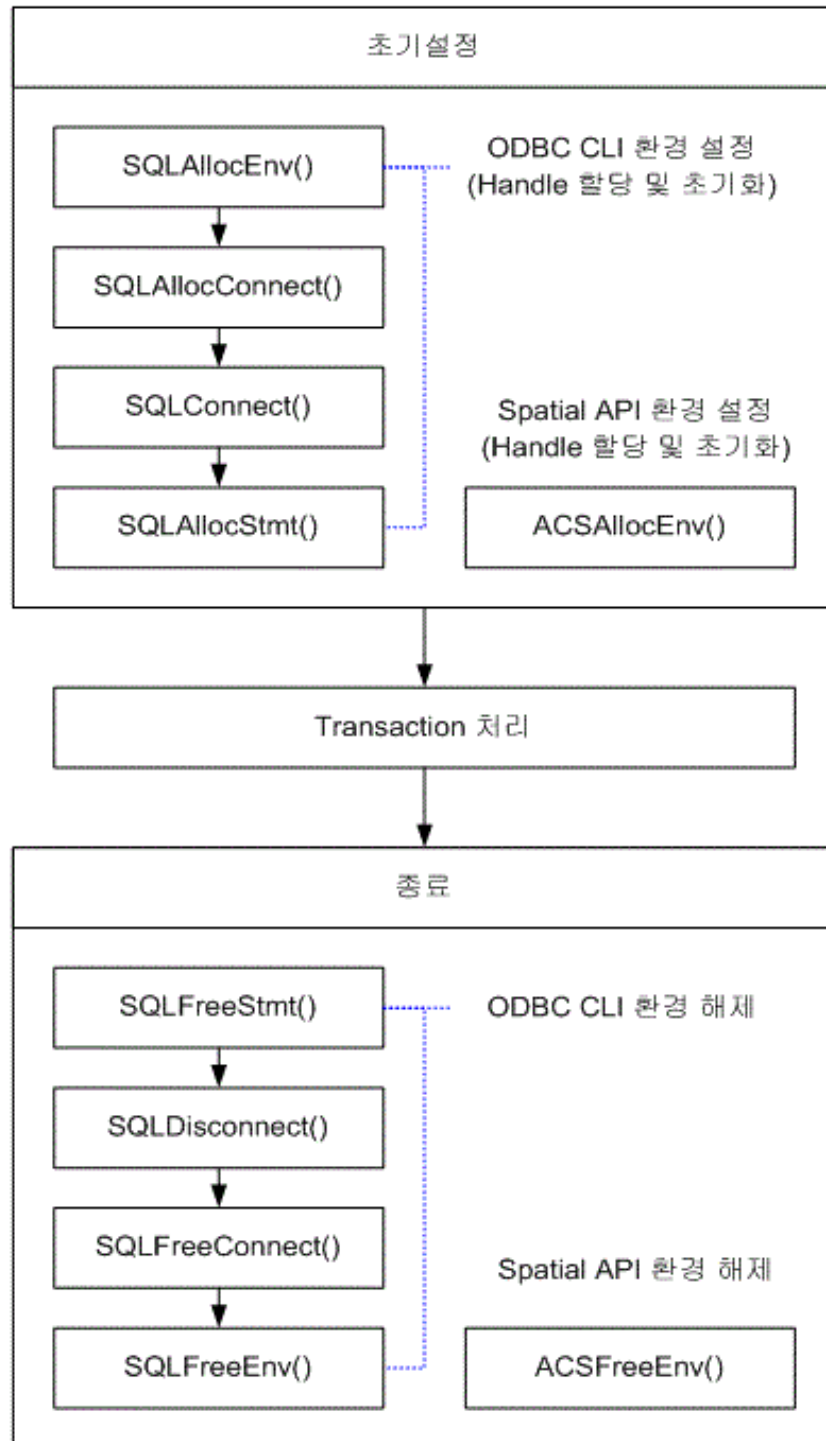 초기설정
SQLAllocEnv()
ODBC CLI 환경 설정
(Handle 할당 및 초기화)
SQLAllocConnect()
SQLConnect()
Spatial API 환경 설정
(Handle 할당 및 초기화)
SQLAllocStmt()
ACSAllocEnv()
Transaction 처리
종료
SQLFreeStmt()
ODBC CLI 환경 해제
SQLDisconnect()
SQLFreeConnect()
Spatial API 환경 해제
SQLFreeEnv()
ACSFreeEnv()